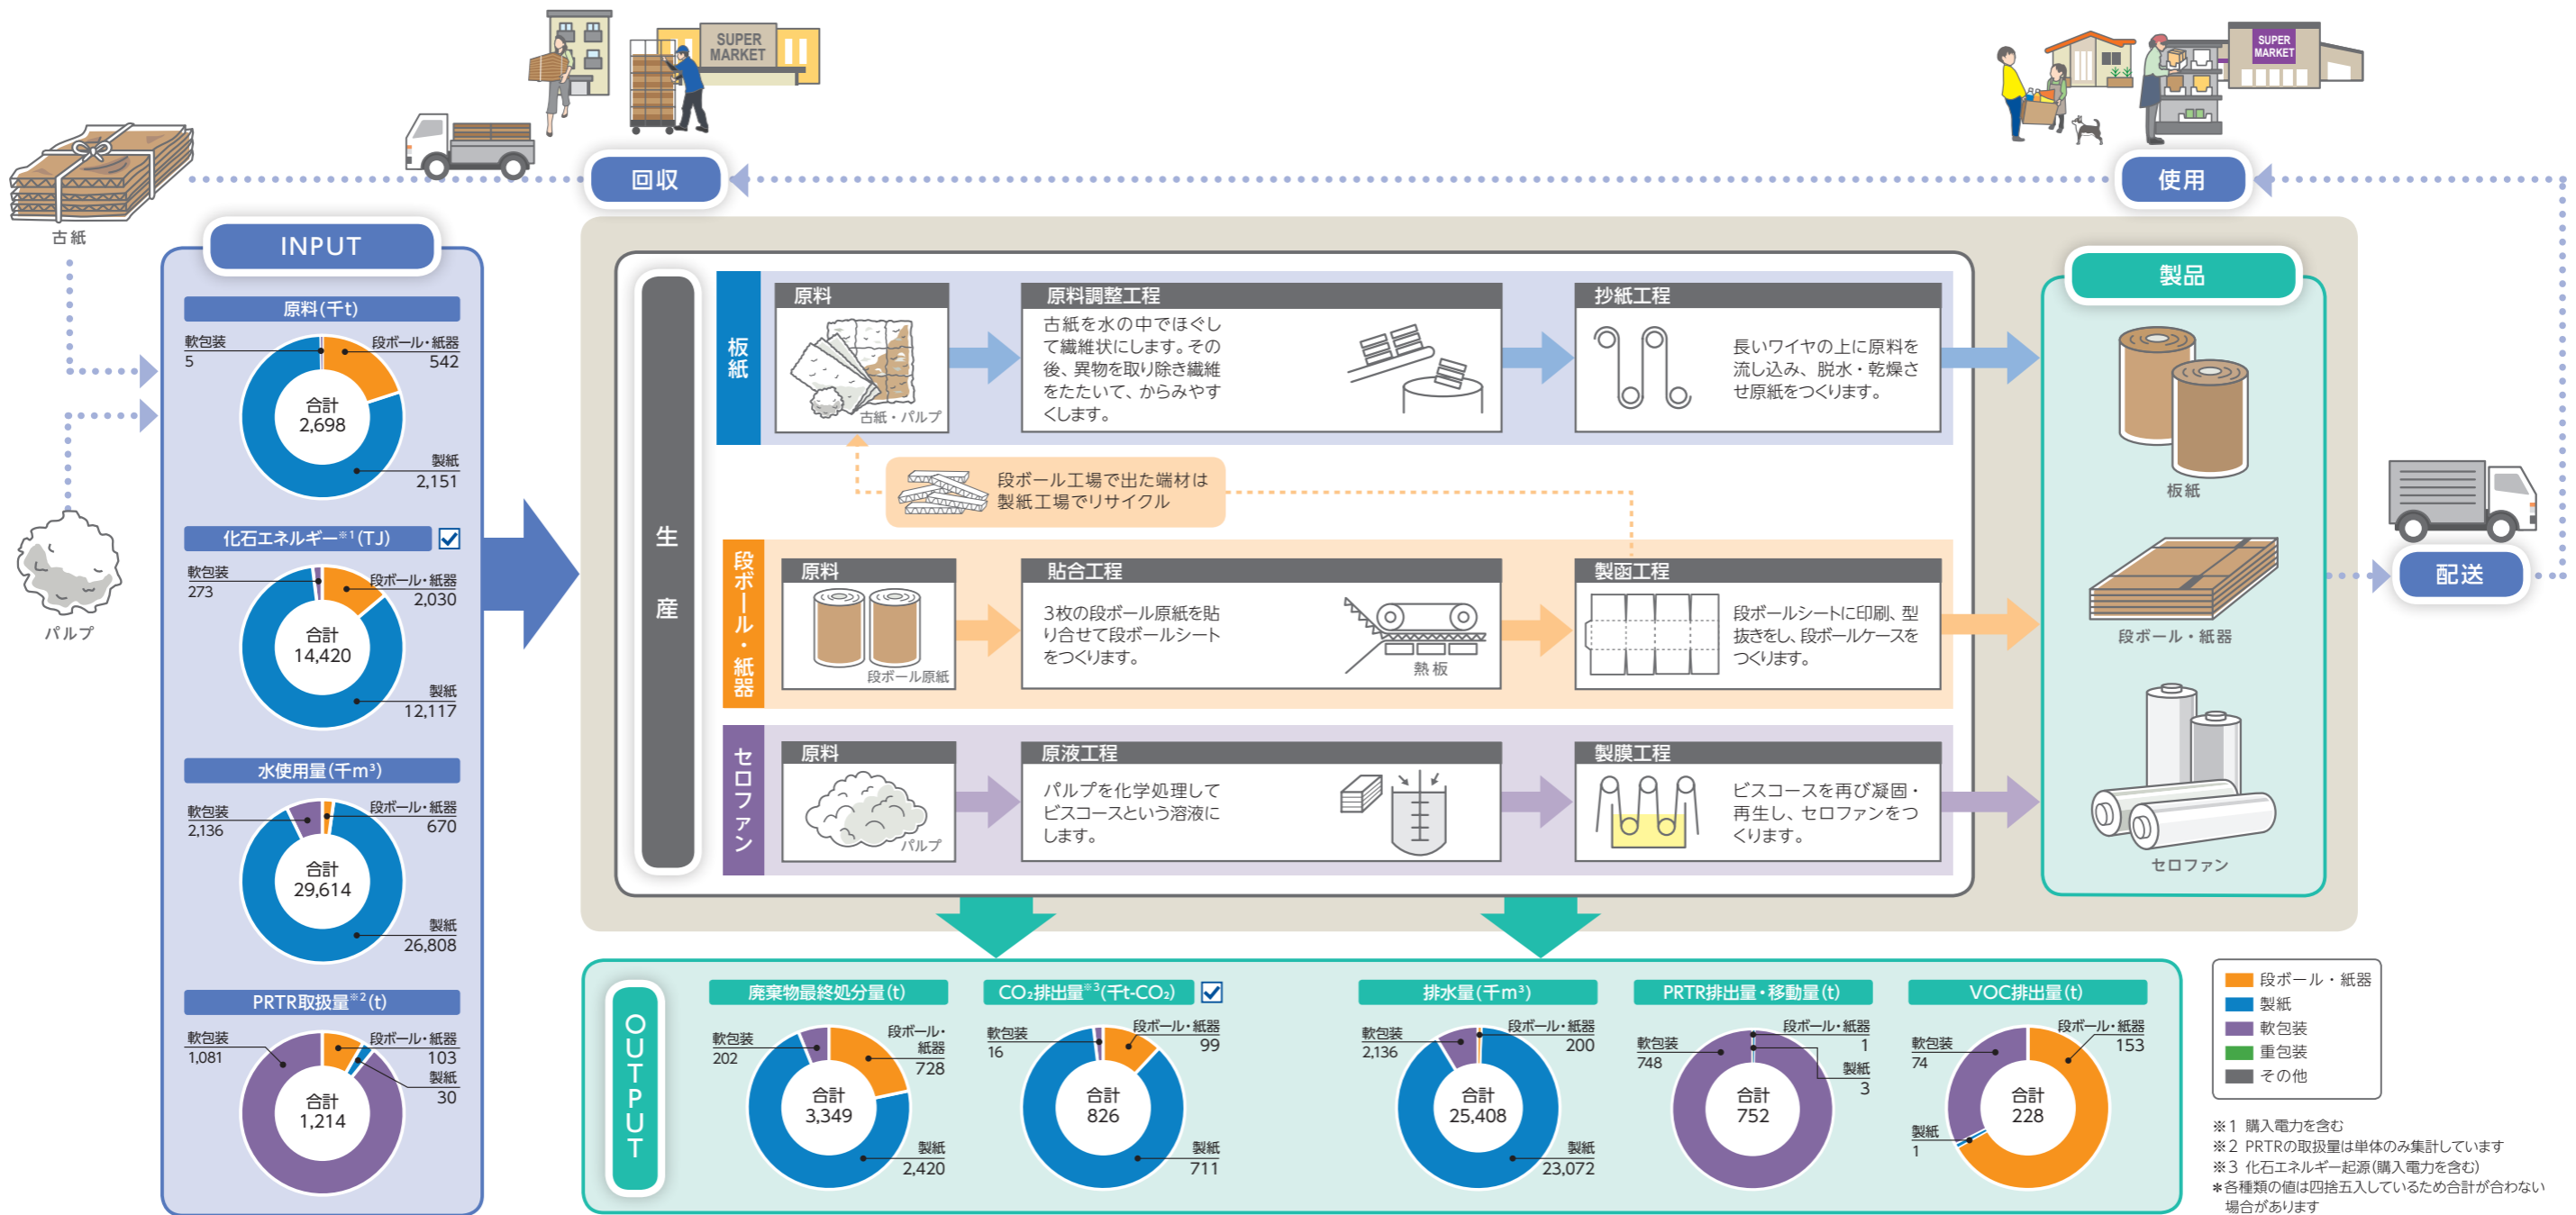 SUPER
MARKET
SUPER
MARKET
回収
使用
古紙
パルプ
INPUT
原料(千t)
軟包装
5
段ボール・紙器
542
合計
2,698
製紙
2,151
化石エネルギー※1(TJ)
軟包装
273
段ボール・紙器
2,030
合計
14,420
製紙
12,117
水使用量(千m³)
軟包装
2,136
段ボール・紙器
670
合計
29,614
製紙
26,808
PRTR取扱量※2(t)
軟包装
1,081
段ボール・紙器
103
製紙
30
合計
1,214
生産
板紙
原料
古紙・パルプ
原料調整工程
古紙を水の中でほぐし
て繊維状にします。その
後、異物を取り除き繊維
をたたいて、からみやす
くします。
抄紙工程
長いワイヤの上に原料を
流し込み、脱水・乾燥さ
せ原紙をつくります。
段ボール工場で出た端材は
製紙工場でリサイクル
段ボール・紙器
原料
段ボール原紙
貼合工程
3枚の段ボール原紙を貼
り合せて段ボールシート
をつくります。
熱板
製函工程
段ボールシートに印刷、型
抜きをし、段ボールケースを
つくります。
セロファン
原料
パルプ
原液工程
パルプを化学処理して
ビスコースという溶液に
します。
製膜工程
ビスコースを再び凝固・
再生し、セロファンをつ
くります。
製品
板紙
段ボール・紙器
セロファン
配送
OUTPUT
廃棄物最終処分量(t)
軟包装
202
段ボール・
紙器
728
合計
3,349
製紙
2,420
CO₂排出量※3(千t-CO₂)
軟包装
16
段ボール・紙器
99
合計
826
製紙
711
排水量(千m³)
軟包装
2,136
段ボール・紙器
200
合計
25,408
製紙
23,072
PRTR排出量・移動量(t)
軟包装
748
段ボール・紙器
1
製紙
3
合計
752
VOC排出量(t)
軟包装
74
段ボール・紙器
153
合計
228
製紙
1
段ボール・紙器
製紙
軟包装
重包装
その他
※1 購入電力を含む
※2 PRTRの取扱量は単体のみ集計しています
※3 化石エネルギー起源(購入電力を含む)
＊各種類の値は四捨五入しているため合計が合わない
場合があります